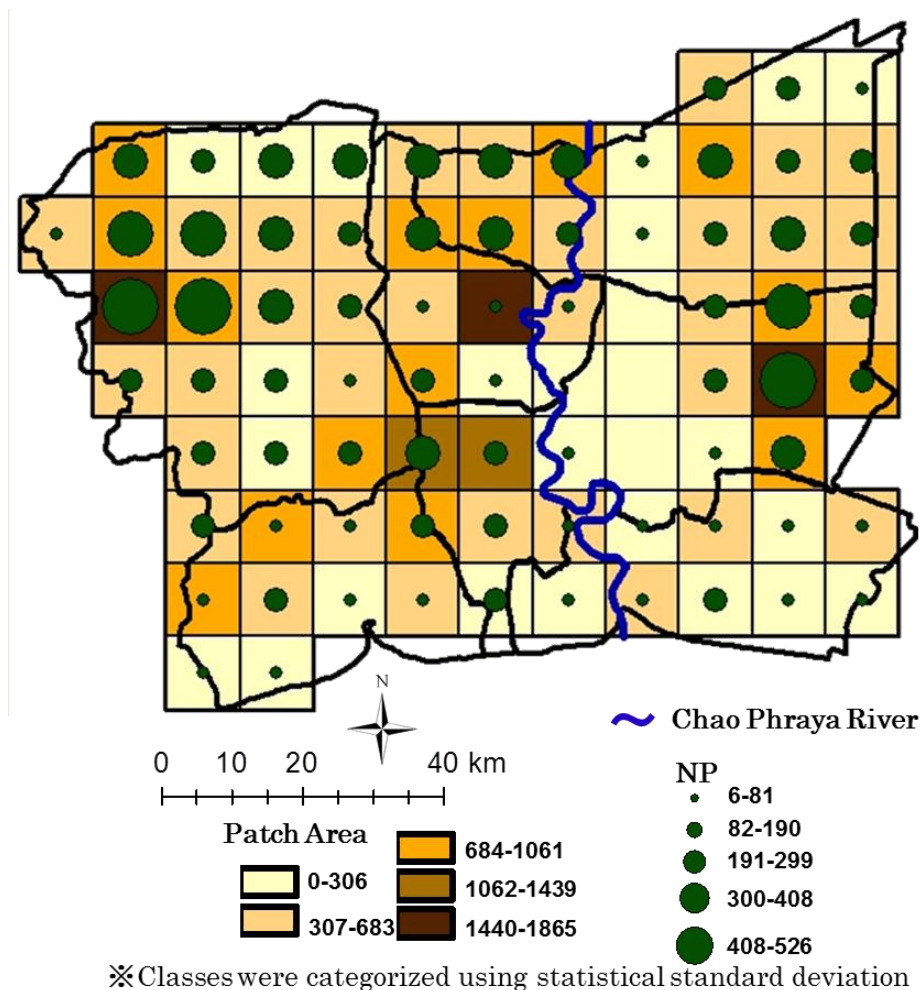 N
Chao Phraya River
0 10 20 40 km
NP
6-81
82-190
191-299
300-408
408-526
Patch Area
0-306
307-683
684-1061
1062-1439
1440-1865
※Classes were categorized using statistical standard deviation